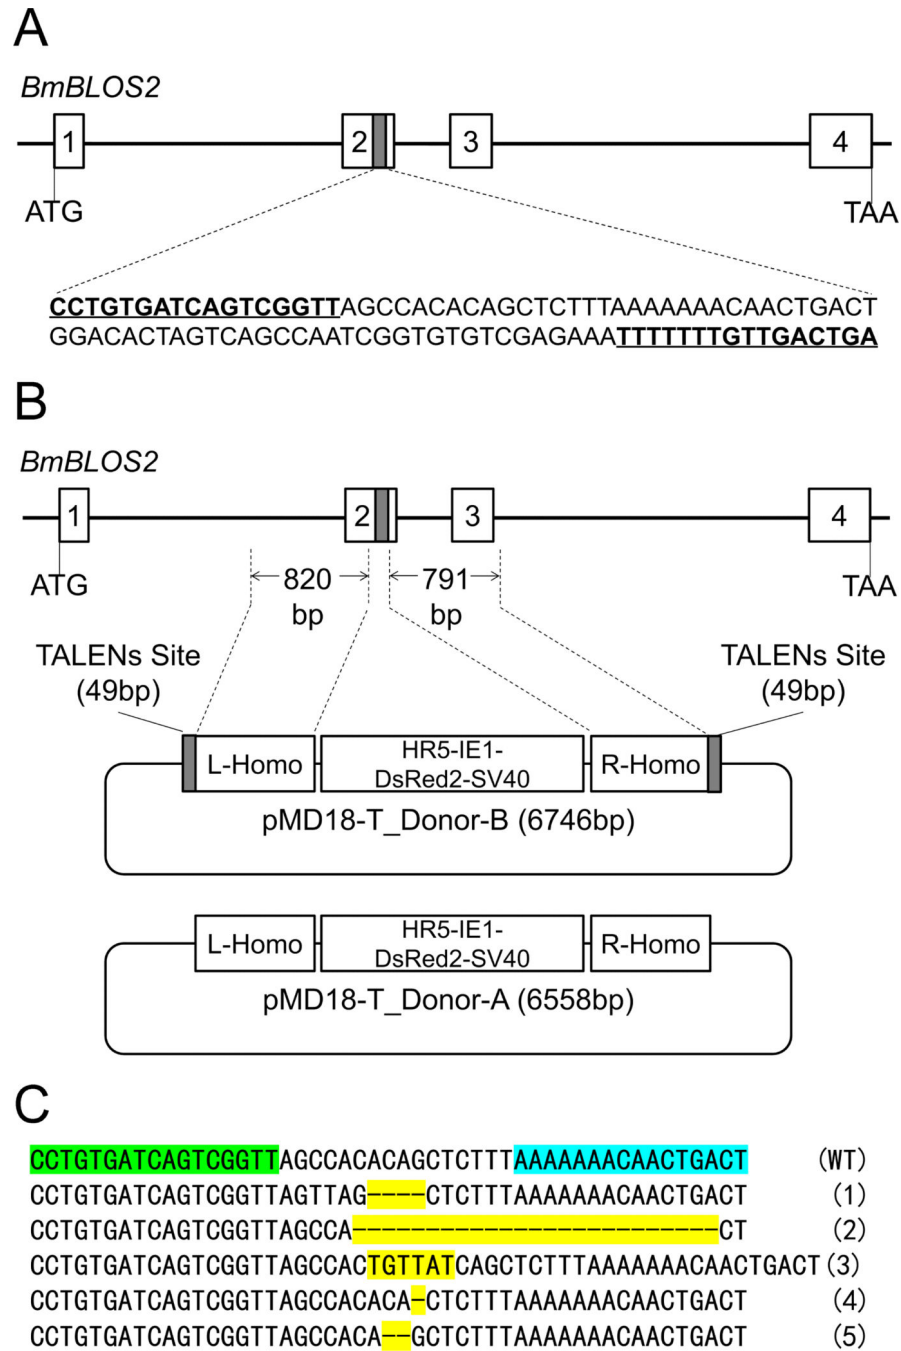 A
BmBLOS2
1 2 3 4
ATG TAA
CCTGTGATCAGTCGGTTAGCCACACAGCTCTTTAAAAAAACAACTGACT
GGACACTAGTCAGCCAATCGGTGTGTCGAGAAATTTTTTTGTTGACTGA
B
BmBLOS2
1 2 3 4
ATG TAA
820 bp
791 bp
TALENs Site
(49bp)
TALENs Site
(49bp)
L-Homo
HR5-IE1-
DsRed2-SV40
R-Homo
pMD18-T_Donor-B (6746bp)
L-Homo
HR5-IE1-
DsRed2-SV40
R-Homo
pMD18-T_Donor-A (6558bp)
C
CCTGTGATCAGTCGGTTAGCCACACAGCTCTTTAAAAAAACAACTGACT (WT)
CCTGTGATCAGTCGGTTAGTTAG----CTCTTTAAAAAAACAACTGACT (1)
CCTGTGATCAGTCGGTTAGCCA-------------------------CT (2)
CCTGTGATCAGTCGGTTAGCCACTGTTATCAGCTCTTTAAAAAAACAACTGACT (3)
CCTGTGATCAGTCGGTTAGCCACACA-CTCTTTAAAAAAACAACTGACT (4)
CCTGTGATCAGTCGGTTAGCCACA--GCTCTTTAAAAAAACAACTGACT (5)